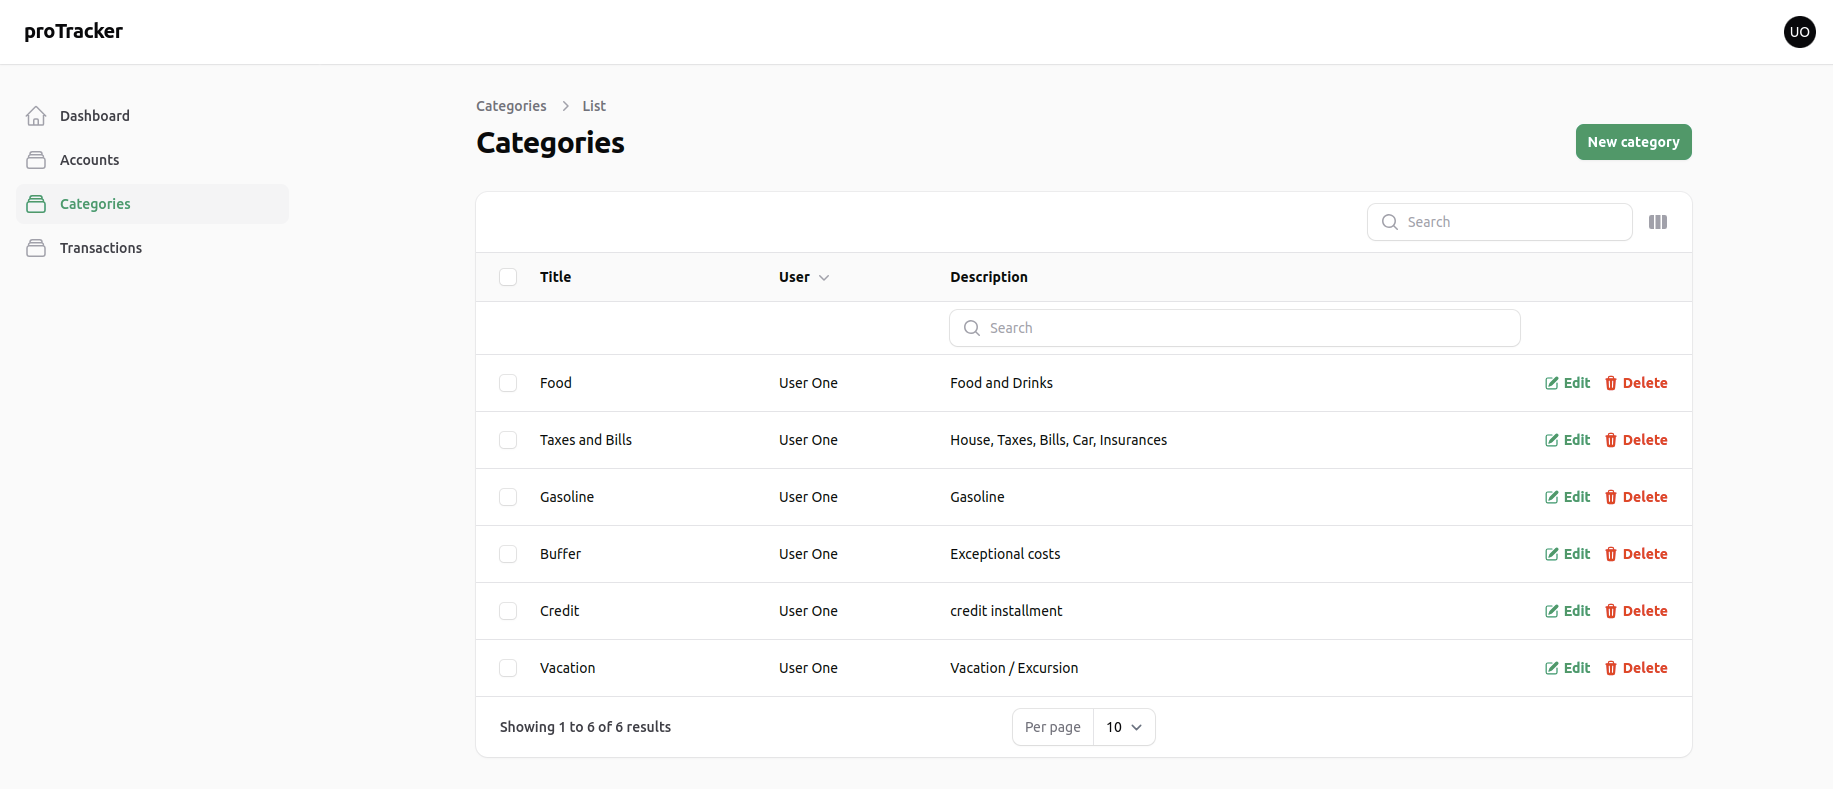 proTracker
UO
Dashboard
Accounts
Categories
Transactions
Categories > List
Categories
New category
Search
Title User Description
Search
Food User One Food and Drinks Edit Delete
Taxes and Bills User One House, Taxes, Bills, Car, Insurances Edit Delete
Gasoline User One Gasoline Edit Delete
Buffer User One Exceptional costs Edit Delete
Credit User One credit installment Edit Delete
Vacation User One Vacation / Excursion Edit Delete
Showing 1 to 6 of 6 results Per page 10